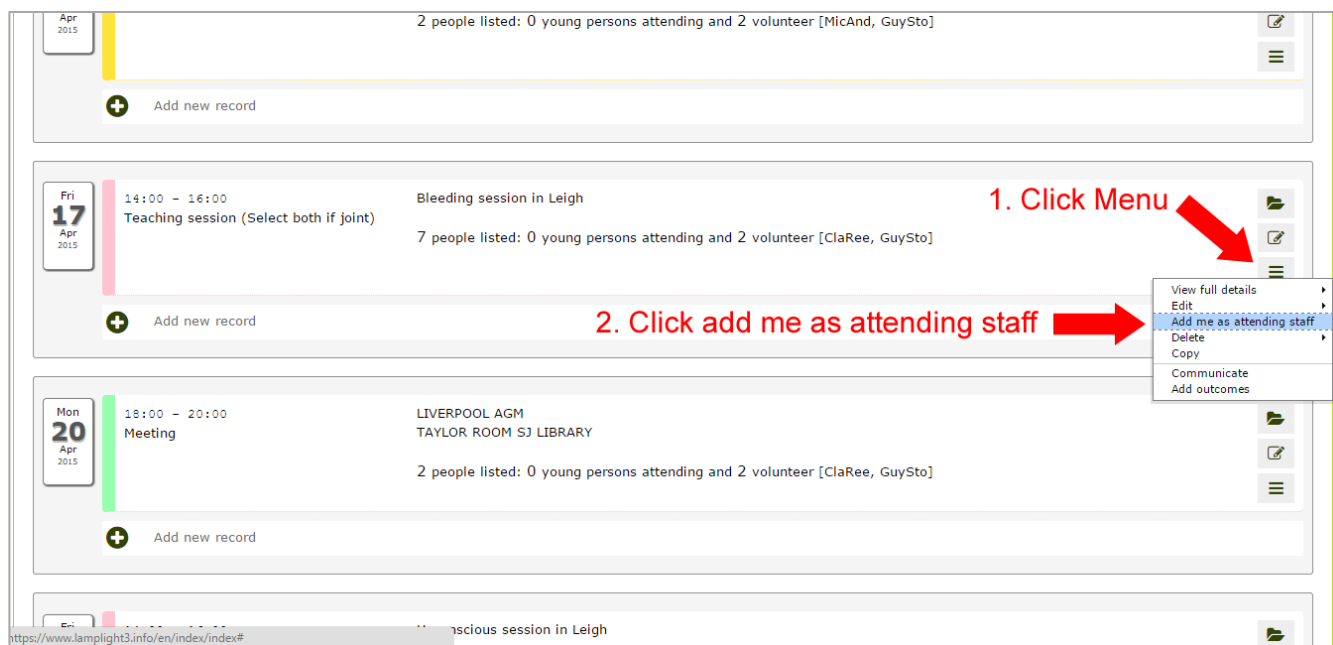 Apr
2015
2 people listed: 0 young persons attending and 2 volunteer [MicAnd, GuySto]
Add new record
Fri
17
Apr
2015
14:00 - 16:00
Teaching session (Select both if joint)
Bleeding session in Leigh
7 people listed: 0 young persons attending and 2 volunteer [ClaRee, GuySto]
1. Click Menu
Add new record
2. Click add me as attending staff
View full details
Edit
Add me as attending staff
Delete
Copy
Communicate
Add outcomes
Mon
20
Apr
2015
18:00 - 20:00
Meeting
LIVERPOOL AGM
TAYLOR ROOM SJ LIBRARY
2 people listed: 0 young persons attending and 2 volunteer [ClaRee, GuySto]
Add new record
Fri
session in Leigh
https://www.lamplight3.info/en/index/index#